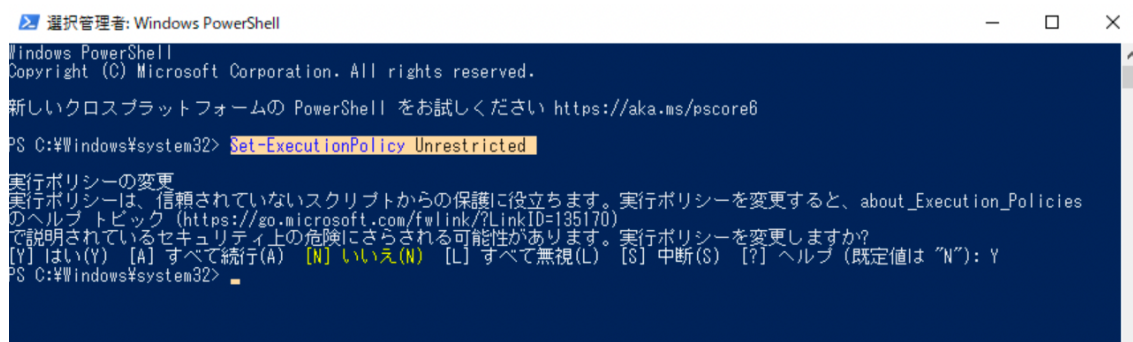 選択管理者: Windows PowerShell
Windows PowerShell
Copyright (C) Microsoft Corporation. All rights reserved.
新しいクロスプラットフォームの PowerShell をお試しください https://aka.ms/pscore6
PS C:¥Windows¥system32> Set-ExecutionPolicy Unrestricted
実行ポリシーの変更
実行ポリシーは、信頼されていないスクリプトからの保護に役立ちます。実行ポリシーを変更すると、about_Execution_Policies
のヘルプ トピック (https://go.microsoft.com/fwlink/?LinkID=135170)
で説明されているセキュリティ上の危険にさらされる可能性があります。実行ポリシーを変更しますか?
[Y] はい(Y)  [A] すべて続行(A)  [N] いいえ(N)  [L] すべて無視(L)  [S] 中断(S)  [?] ヘルプ (既定値は "N"): Y
PS C:¥Windows¥system32>